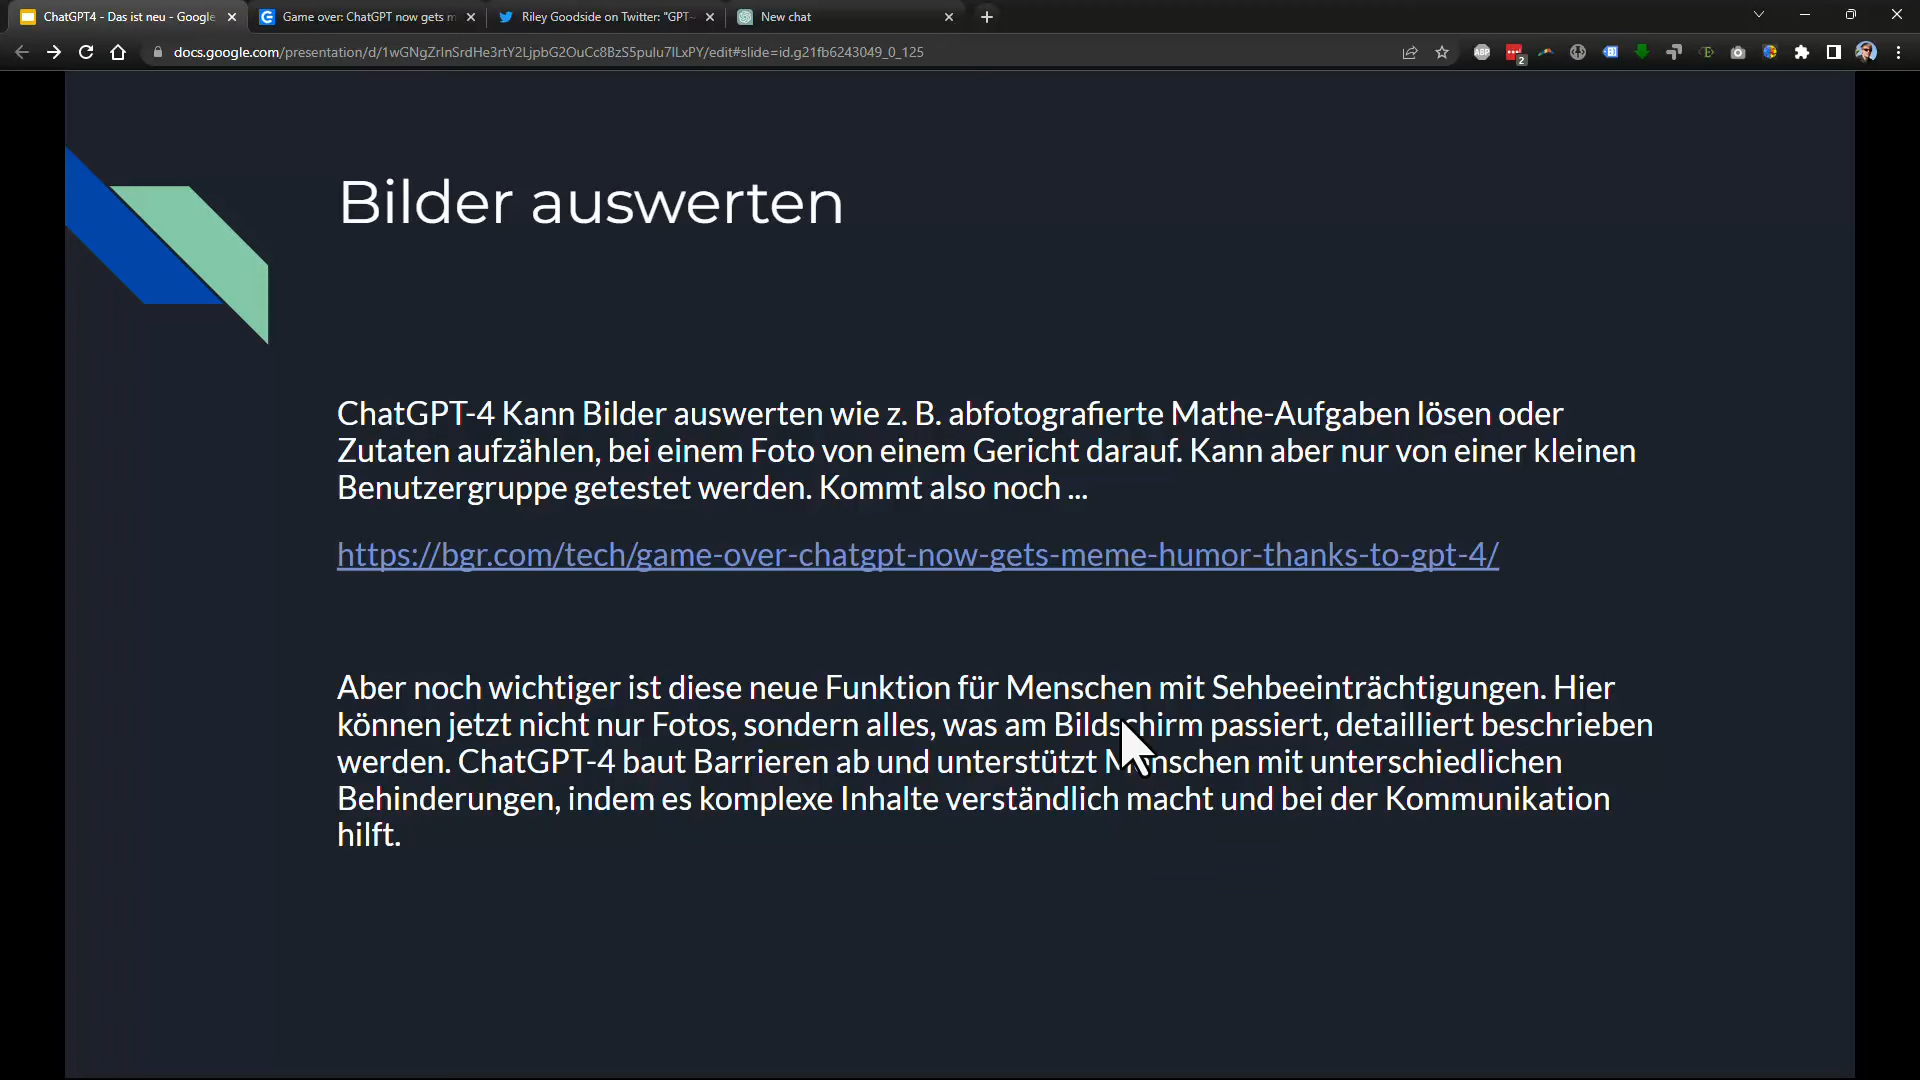 ChatGPT4 - Das ist neu - Google
Game over: ChatGPT now gets m
Riley Goodside on Twitter: "GPT-
New chat
docs.google.com/presentation/d/1wGNgZrlnSrdHe3rtY2LjpbG2OuCc8BzS5pulu7lLxPY/edit#slide=id.g21fb6243049_0_125
ABP
2
Bilder auswerten
ChatGPT-4 Kann Bilder auswerten wie z. B. abfotografierte Mathe-Aufgaben lösen oder
Zutaten aufzählen, bei einem Foto von einem Gericht darauf. Kann aber nur von einer kleinen
Benutzergruppe getestet werden. Kommt also noch ...
https://bgr.com/tech/game-over-chatgpt-now-gets-meme-humor-thanks-to-gpt-4/
Aber noch wichtiger ist diese neue Funktion für Menschen mit Sehbeeinträchtigungen. Hier
können jetzt nicht nur Fotos, sondern alles, was am Bildschirm passiert, detailliert beschrieben
werden. ChatGPT-4 baut Barrieren ab und unterstützt Menschen mit unterschiedlichen
Behinderungen, indem es komplexe Inhalte verständlich macht und bei der Kommunikation
hilft.